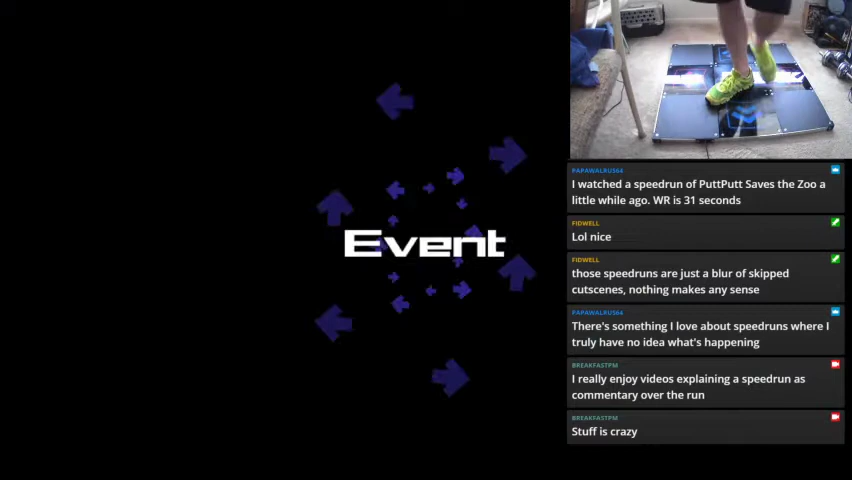 Event
PAPAWALRUS64
I watched a speedrun of PuttPutt Saves the Zoo a
little while ago. WR is 31 seconds
FIDWELL
Lol nice
FIDWELL
those speedruns are just a blur of skipped
cutscenes, nothing makes any sense
PAPAWALRUS64
There's something I love about speedruns where I
truly have no idea what's happening
BREAKFASTPM
I really enjoy videos explaining a speedrun as
commentary over the run
BREAKFASTPM
Stuff is crazy